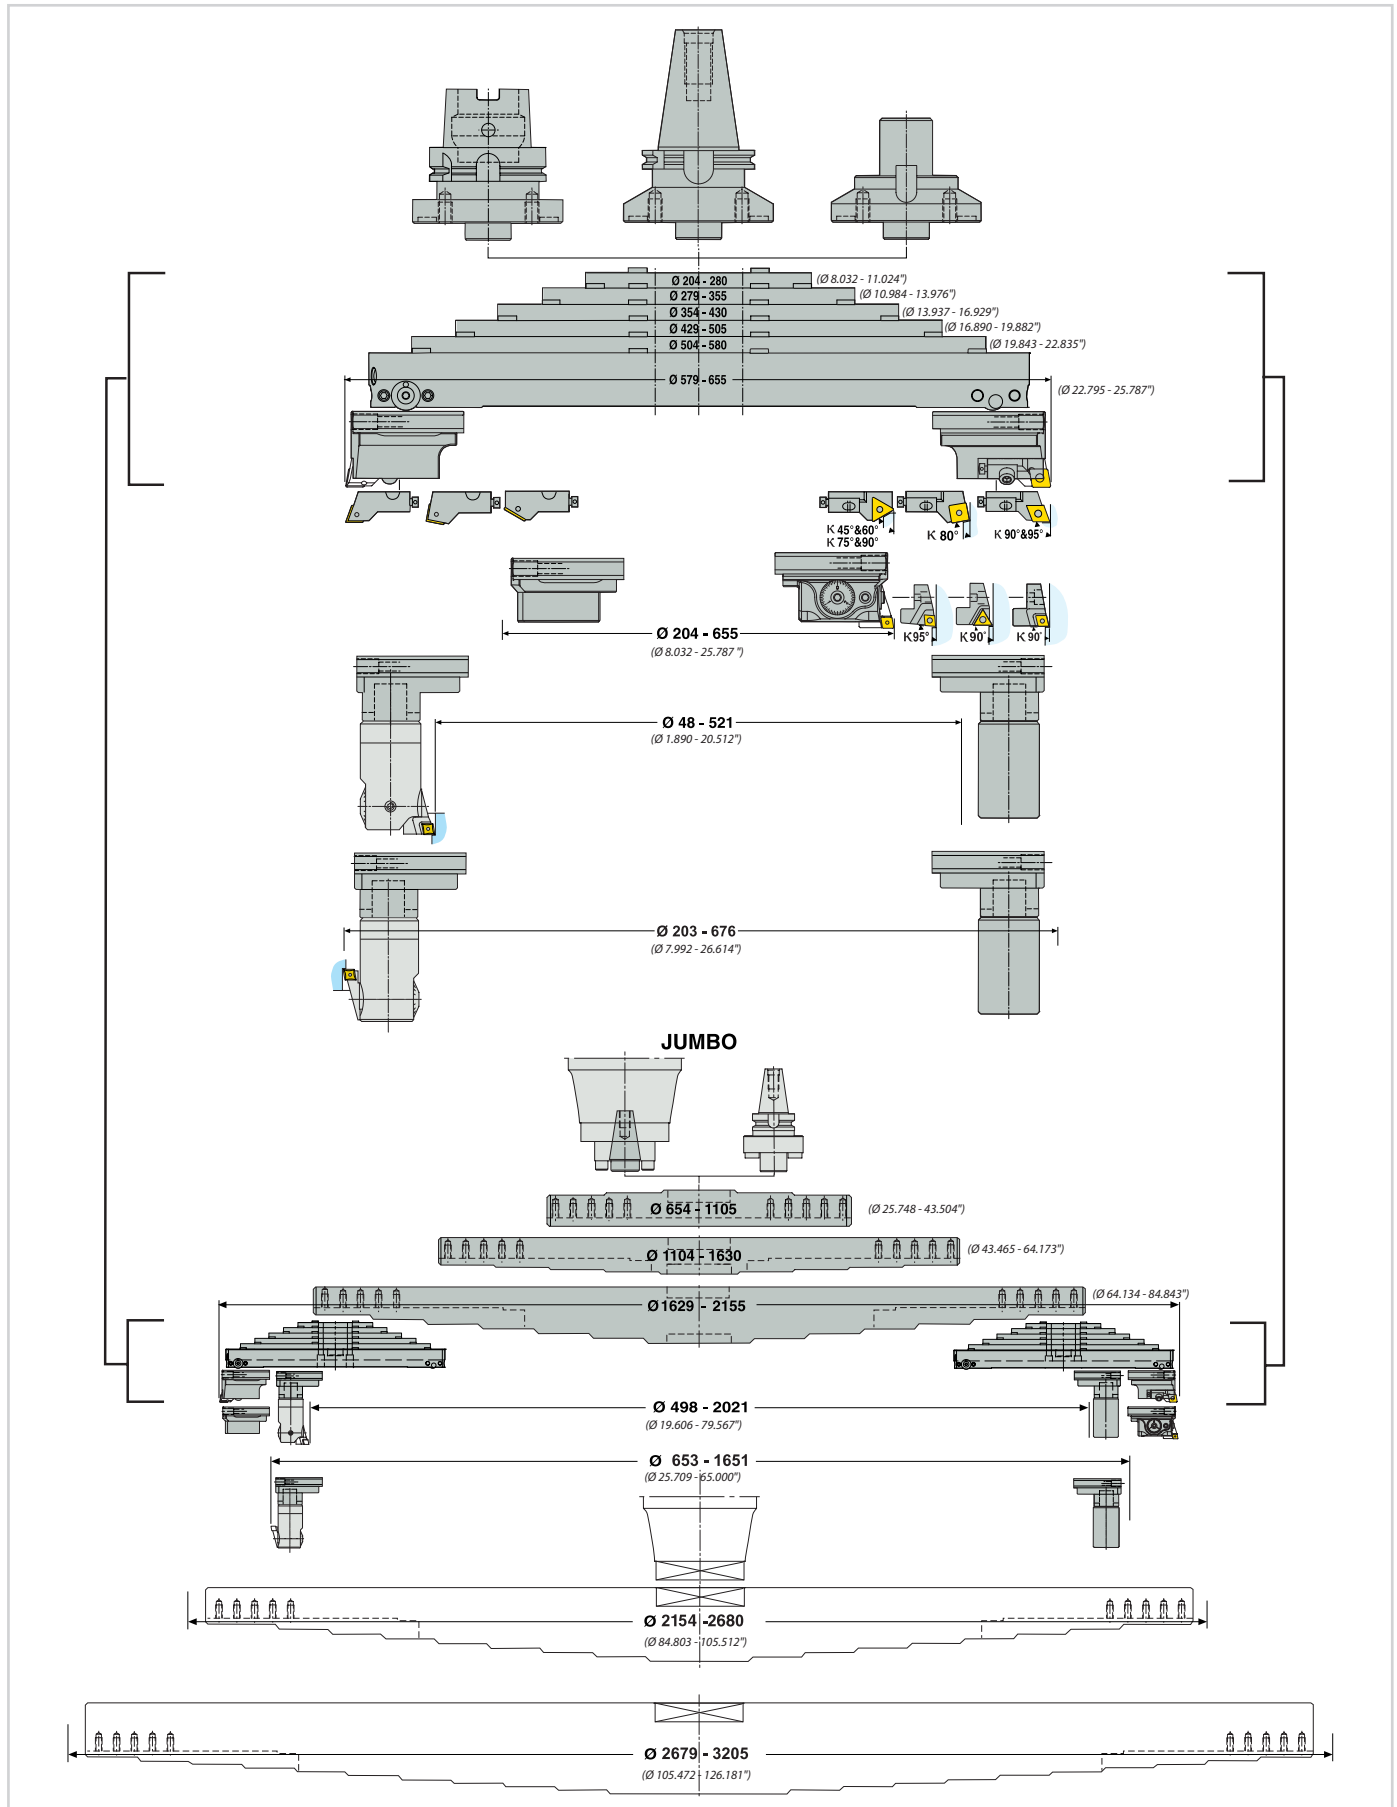 Ø 204 - 280 (Ø 8.032 - 11.024")
Ø 279 - 355 (Ø 10.984 - 13.976")
Ø 354 - 430 (Ø 13.937 - 16.929")
Ø 429 - 505 (Ø 16.890 - 19.882")
Ø 504 - 580 (Ø 19.843 - 22.835")
Ø 579 - 655 (Ø 22.795 - 25.787")
K 45°&60° K 80° K 90°&95°
K 75°&90°
K95° K 90° K 90°
Ø 204 - 655
(Ø 8.032 - 25.787 ")
Ø 48 - 521
(Ø 1.890 - 20.512")
Ø 203 - 676
(Ø 7.992 - 26.614")
JUMBO
Ø 654 - 1105 (Ø 25.748 - 43.504")
Ø 1104 - 1630 (Ø 43.465 - 64.173")
Ø 1629 - 2155 (Ø 64.134 - 84.843")
Ø 498 - 2021
(Ø 19.606 - 79.567")
Ø 653 - 1651
(Ø 25.709 - 65.000")
Ø 2154 - 2680
(Ø 84.803 - 105.512")
Ø 2679 - 3205
(Ø 105.472 - 126.181")